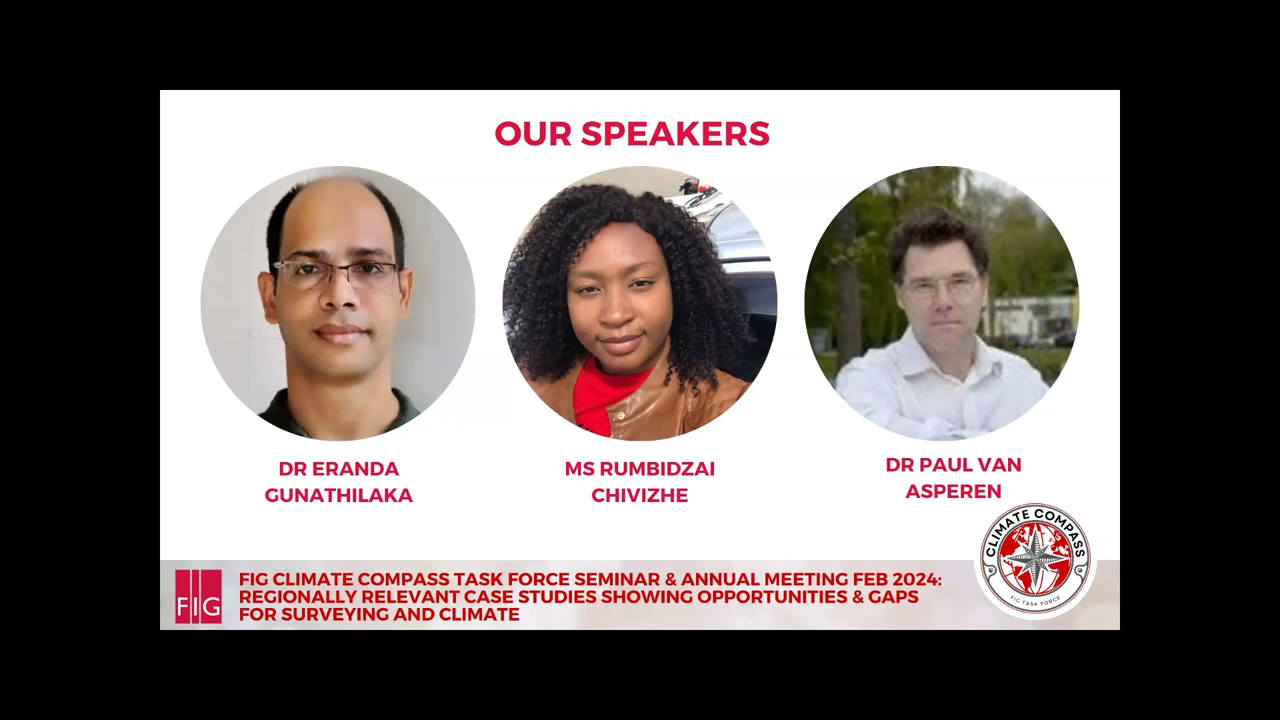 OUR SPEAKERS
DR ERANDA
GUNATHILAKA
MS RUMBIDZAI
CHIVIZHE
DR PAUL VAN
ASPEREN
CLIMATE COMPASS
FIG TASK FORCE
FIG
FIG CLIMATE COMPASS TASK FORCE SEMINAR & ANNUAL MEETING FEB 2024:
REGIONALLY RELEVANT CASE STUDIES SHOWING OPPORTUNITIES & GAPS
FOR SURVEYING AND CLIMATE